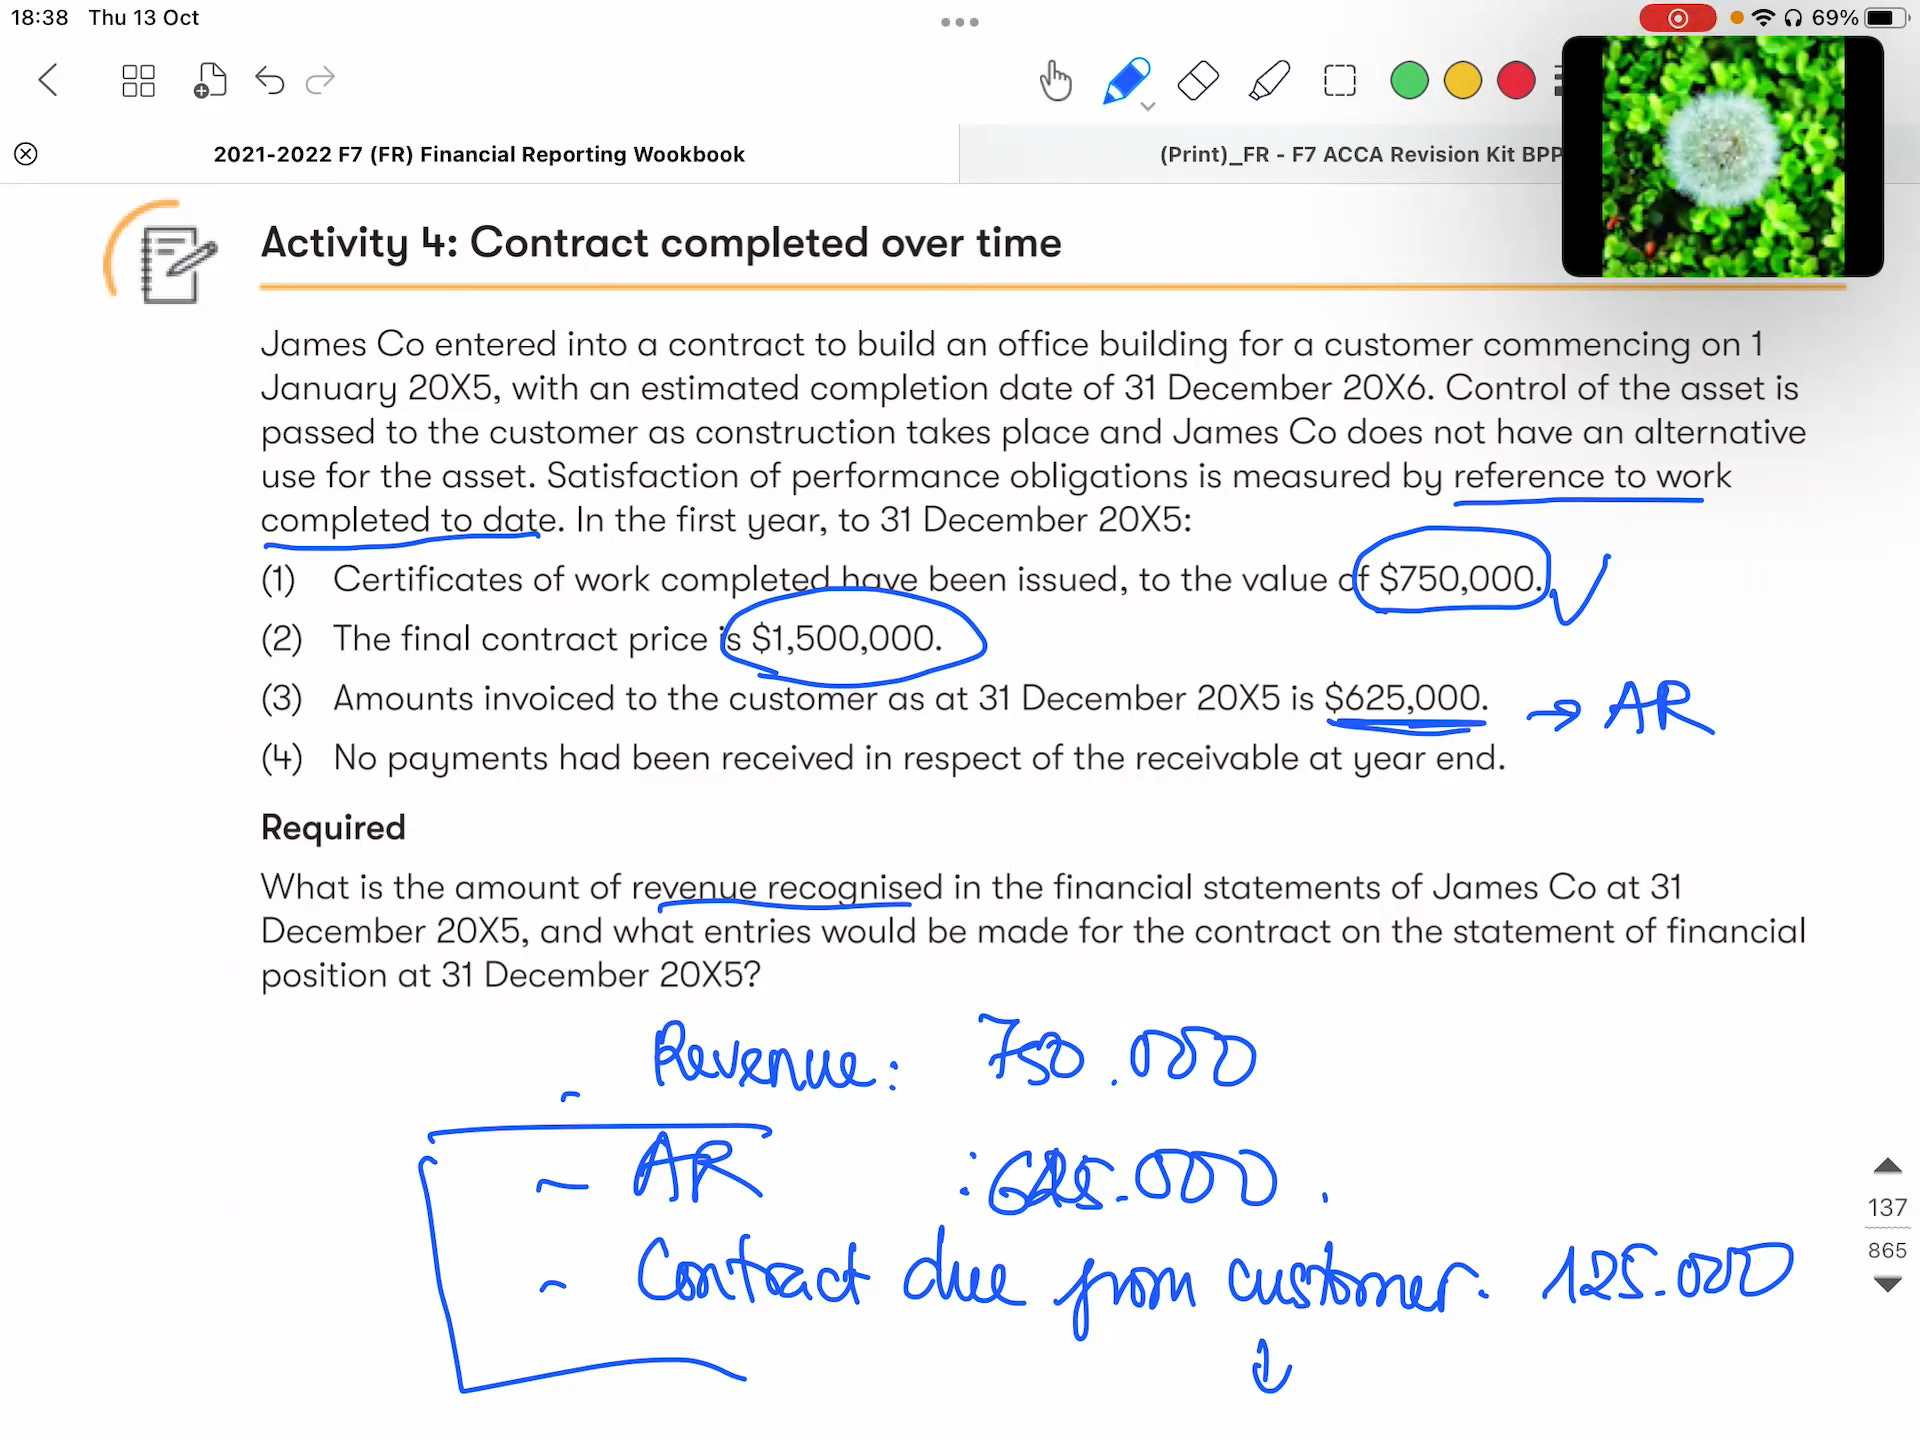 18:38 Thu 13 Oct
69%
2021-2022 F7 (FR) Financial Reporting Wookbook
(Print)_FR - F7 ACCA Revision Kit BPP
Activity 4: Contract completed over time
James Co entered into a contract to build an office building for a customer commencing on 1
January 20X5, with an estimated completion date of 31 December 20X6. Control of the asset is
passed to the customer as construction takes place and James Co does not have an alternative
use for the asset. Satisfaction of performance obligations is measured by reference to work
completed to date. In the first year, to 31 December 20X5:
(1) Certificates of work completed have been issued, to the value of $750,000.
(2) The final contract price is $1,500,000.
(3) Amounts invoiced to the customer as at 31 December 20X5 is $625,000. → AR
(4) No payments had been received in respect of the receivable at year end.
Required
What is the amount of revenue recognised in the financial statements of James Co at 31
December 20X5, and what entries would be made for the contract on the statement of financial
position at 31 December 20X5?
- Revenue: 750.000
- AR : 625.000.
- Contract due from customer. 125.000
137
865